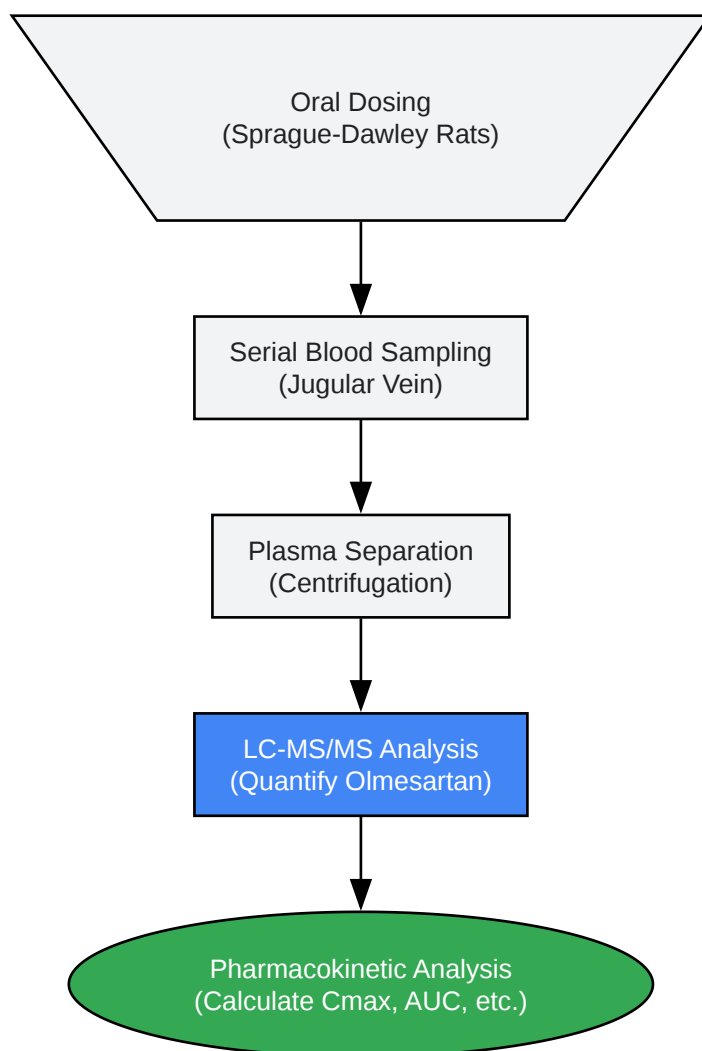 Oral Dosing
(Sprague-Dawley Rats)
Serial Blood Sampling
(Jugular Vein)
Plasma Separation
(Centrifugation)
LC-MS/MS Analysis
(Quantify Olmesartan)
Pharmacokinetic Analysis
(Calculate Cmax, AUC, etc.)